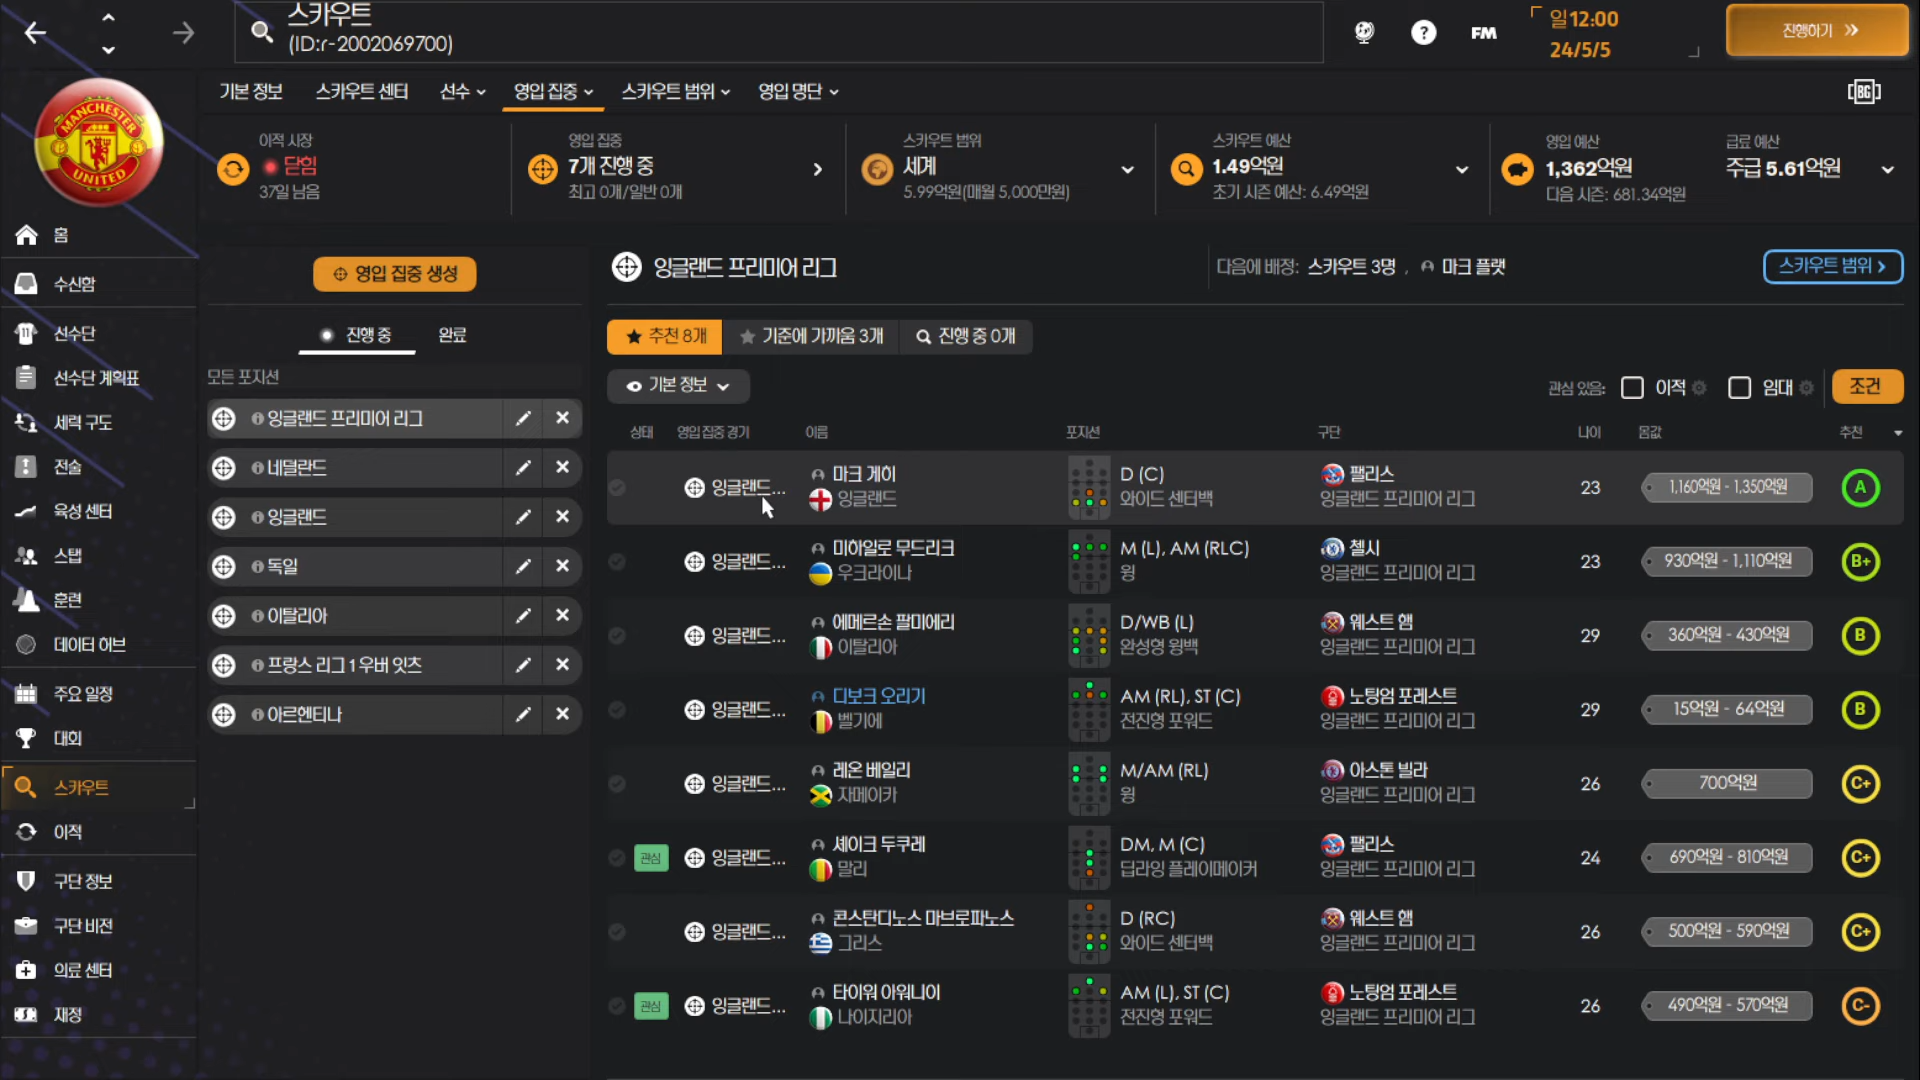 스카우트
(ID:r-2002069700)
FM
일12:00
24/5/5
진행하기
MANCHESTER
UNITED
기본 정보
스카우트 센터
선수
영입 집중
스카우트 범위
영입 명단
BG
이적 시장
닫힘
37일 남음
영입 집중
7개 진행 중
최고 0개/일반 0개
스카우트 범위
세계
5.99억원(매월 5,000만원)
스카우트 예산
1.49억원
초기 시즌 예산: 6.49억원
영입 예산
1,362억원
다음 시즌: 681.34억원
급료 예산
주급 5.61억원
홈
수신함
선수단
선수단 계획표
세력 구도
전술
육성 센터
스탭
훈련
데이터 허브
주요 일정
대회
스카우트
이적
구단 정보
구단 비전
의료 센터
재정
영입 집중 생성
진행 중
완료
모든 포지션
잉글랜드 프리미어 리그
네덜란드
잉글랜드
독일
이탈리아
프랑스 리그 1 우버 잇츠
아르헨티나
잉글랜드 프리미어 리그
다음에 배정: 스카우트 3명 , 마크 플랫
스카우트 범위
추천 8개
기준에 가까움 3개
진행 중 0개
기본 정보
관심 있음:
이적
임대
조건
상태 영입 집중 경기 이름 포지션 구단 나이 몸값 추천
잉글랜드... 마크 게히 D (C) 팰리스 23 1,160억원 - 1,350억원 A
잉글랜드 와이드 센터백 잉글랜드 프리미어 리그
잉글랜드... 미하일로 무드리크 M (L), AM (RLC) 첼시 23 930억원 - 1,110억원 B+
우크라이나 윙 잉글랜드 프리미어 리그
잉글랜드... 에메르손 팔미에리 D/WB (L) 웨스트 햄 29 360억원 - 430억원 B
이탈리아 완성형 윙백 잉글랜드 프리미어 리그
잉글랜드... 디보크 오리기 AM (RL), ST (C) 노팅엄 포레스트 29 15억원 - 64억원 B
벨기에 전진형 포워드 잉글랜드 프리미어 리그
잉글랜드... 레온 베일리 M/AM (RL) 아스톤 빌라 26 700억원 C+
자메이카 윙 잉글랜드 프리미어 리그
관심 잉글랜드... 셰이크 두쿠레 DM, M (C) 팰리스 24 690억원 - 810억원 C+
말리 딥라잉 플레이메이커 잉글랜드 프리미어 리그
잉글랜드... 콘스탄디노스 마브로파노스 D (RC) 웨스트 햄 26 500억원 - 590억원 C+
그리스 와이드 센터백 잉글랜드 프리미어 리그
관심 잉글랜드... 타이워 아워니이 AM (L), ST (C) 노팅엄 포레스트 26 490억원 - 570억원 C-
나이지리아 전진형 포워드 잉글랜드 프리미어 리그